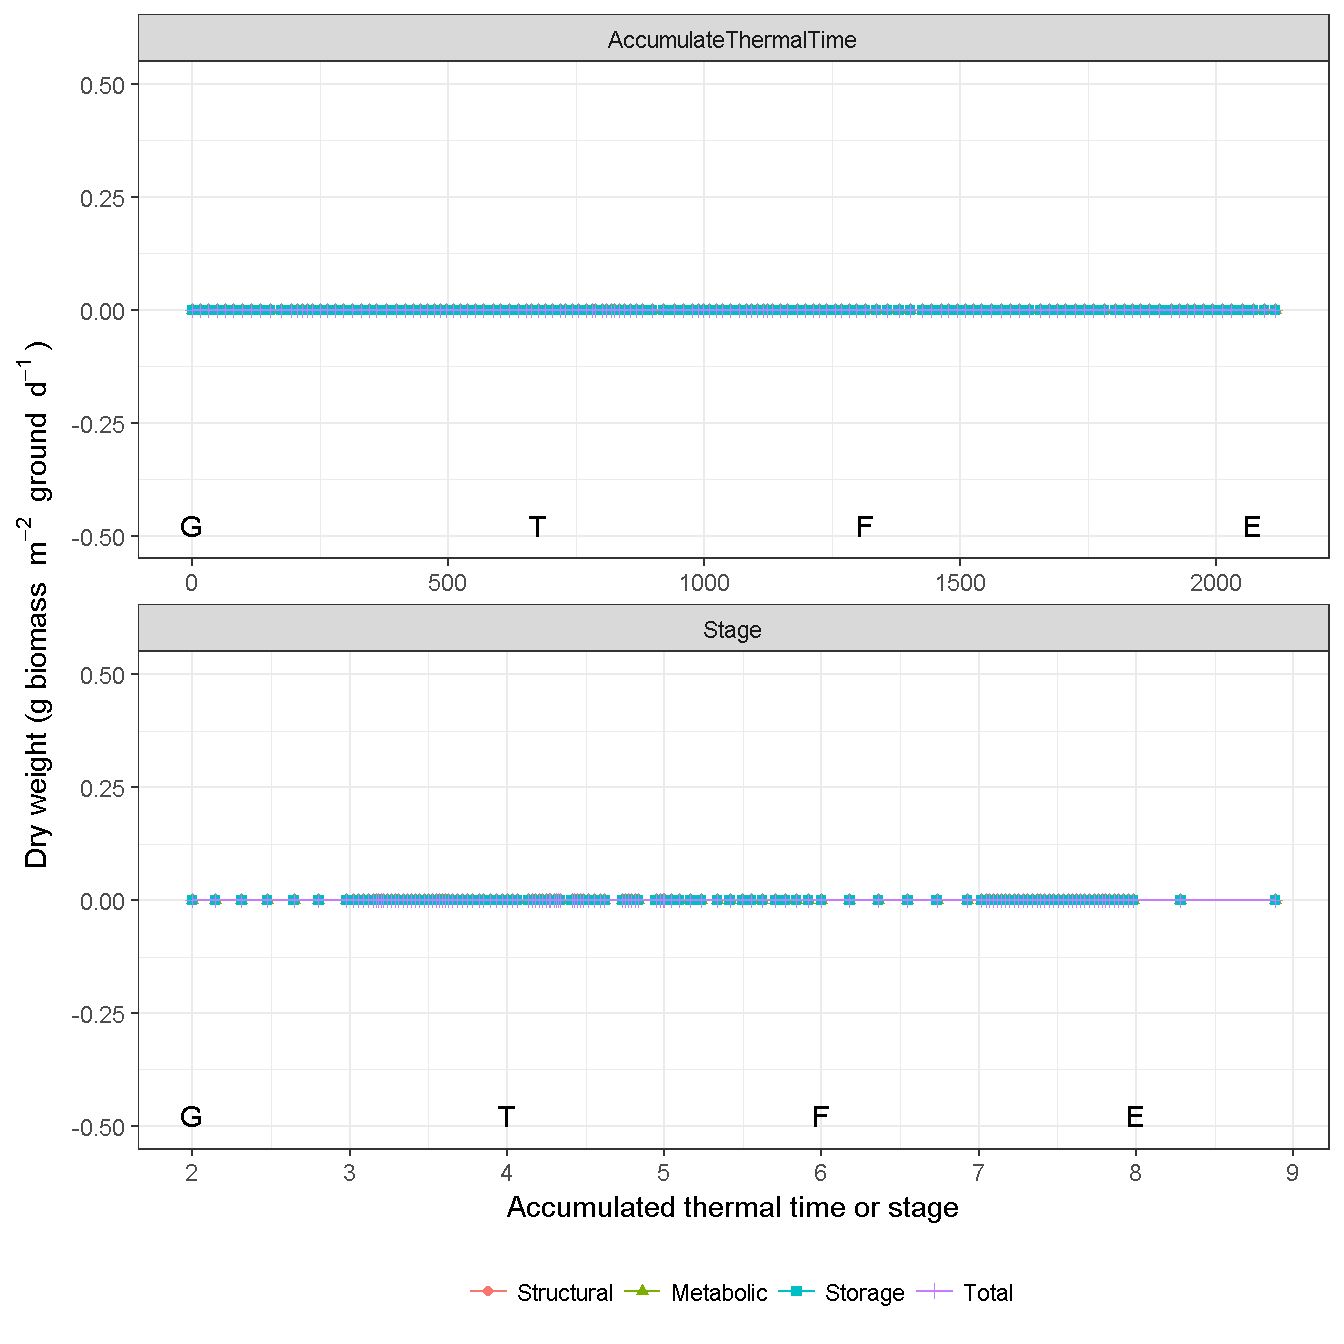 AccumulateThermalTime
0.50
0.25
0.00
-0.25
-0.50
G T F E
0 500 1000 1500 2000
Dry weight (g biomass m⁻² ground d⁻¹)
Stage
0.50
0.25
0.00
-0.25
-0.50
G T F E
2 3 4 5 6 7 8 9
Accumulated thermal time or stage
Structural Metabolic Storage Total